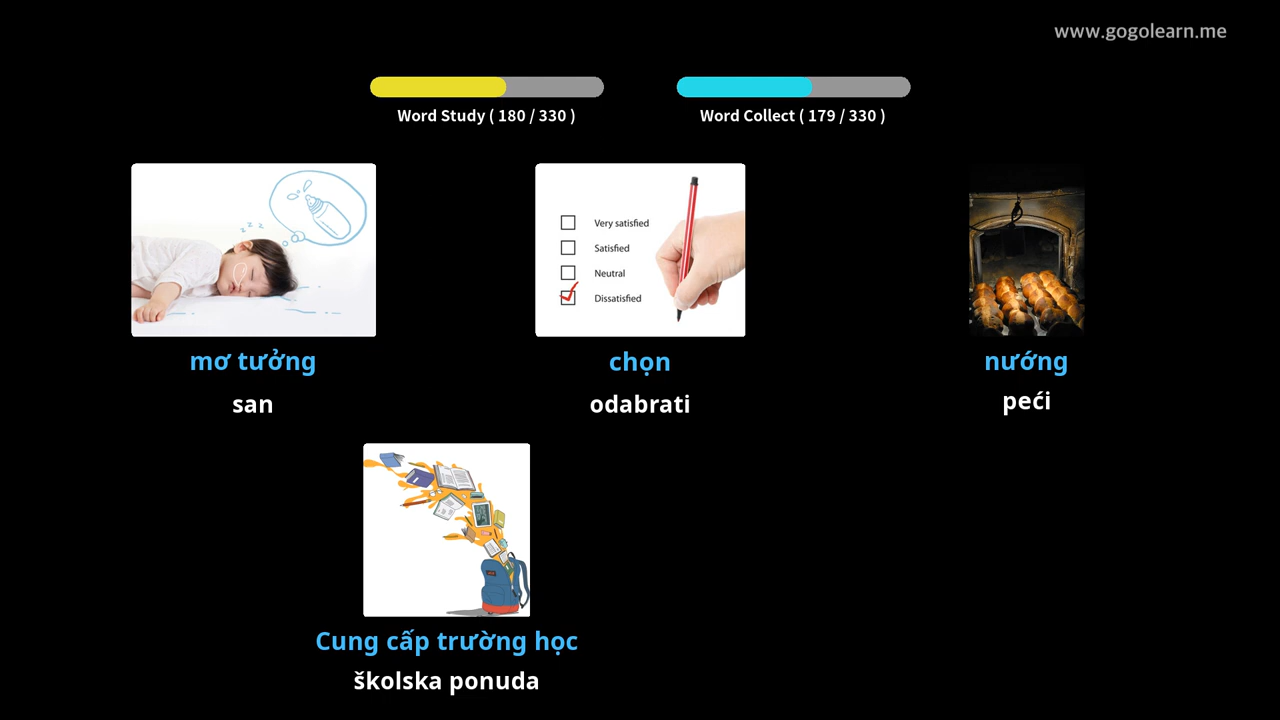 www.gogolearn.me
Word Study ( 180 / 330 )
Word Collect ( 179 / 330 )
Very satisfied
Satisfied
Neutral
Dissatisfied
mơ tưởng
chọn
nướng
san
odabrati
peći
Cung cấp trường học
školska ponuda